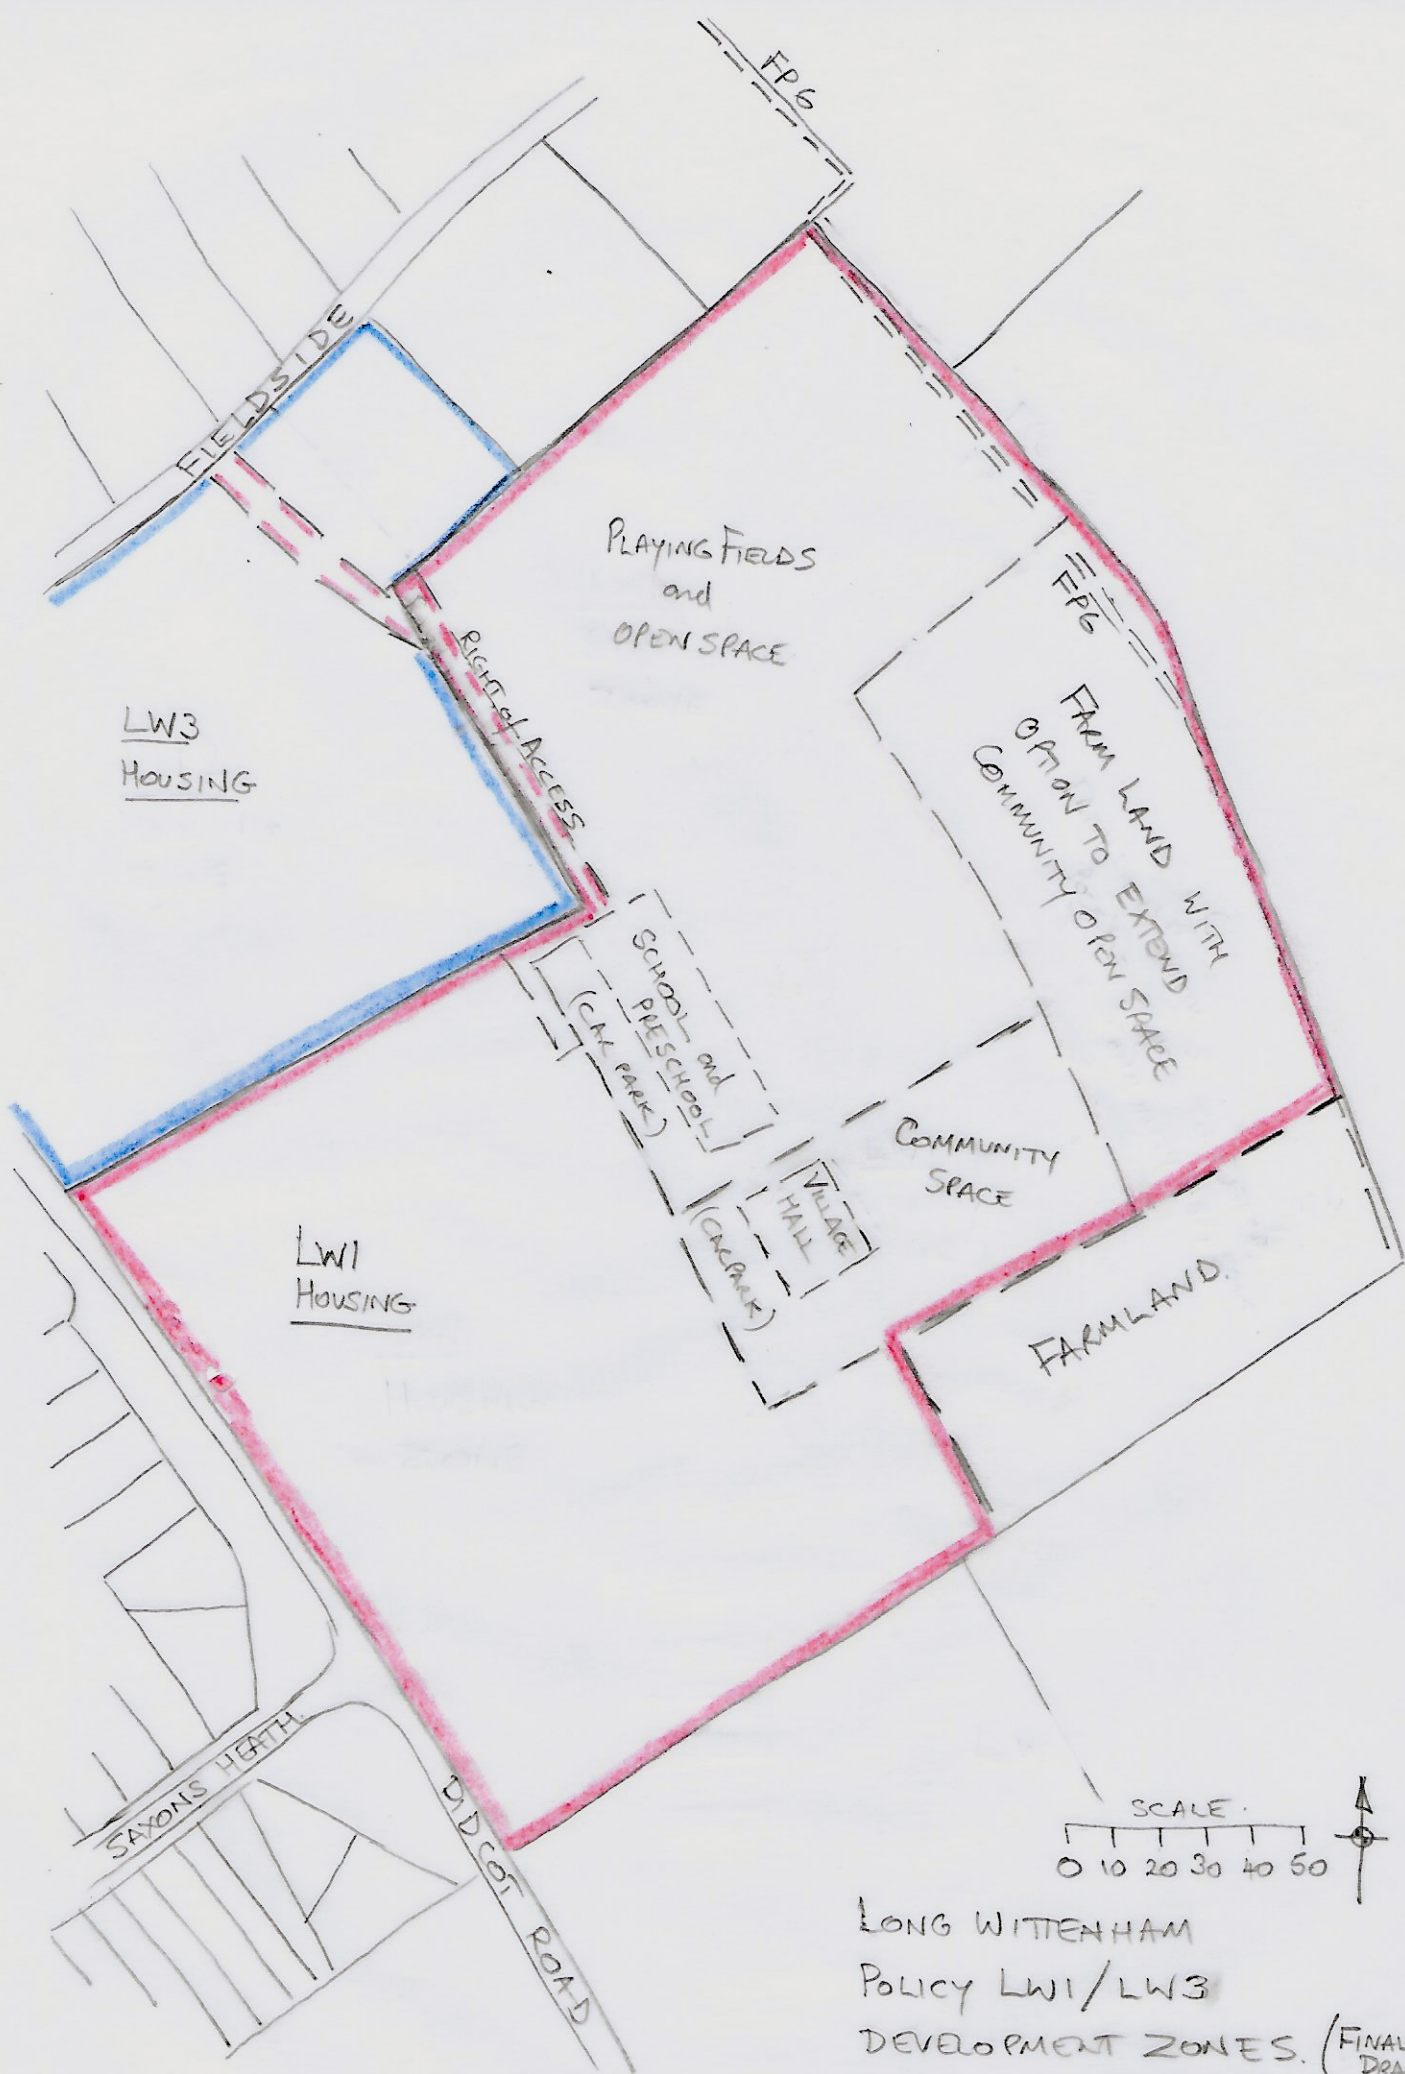 FP6
FIELDSIDE
PLAYING FIELDS
and
OPEN SPACE
FP6
RIGHT of ACCESS
LW3
HOUSING
FARM LAND WITH
OPTION TO EXTEND
COMMUNITY OPEN SPACE
SCHOOL and
PRESCHOOL
(CAR PARK)
COMMUNITY
SPACE
VILLAGE
HALL
(CARPARK)
LW1
HOUSING
FARMLAND.
SAXONS HEATH
DIDCOT ROAD
SCALE.
0 10 20 30 40 50
LONG WITTENHAM
POLICY LW1/LW3
DEVELOPMENT ZONES. (FINAL